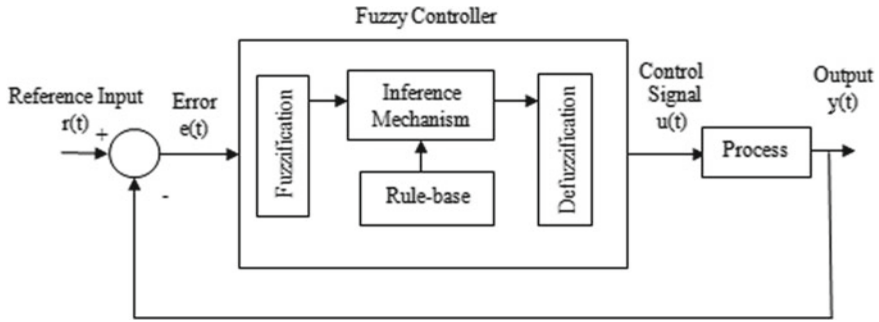 Fuzzy Controller
Reference Input
r(t)
+
-
Error
e(t)
Fuzzification
Inference
Mechanism
Rule-base
Defuzzification
Control
Signal
u(t)
Process
Output
y(t)